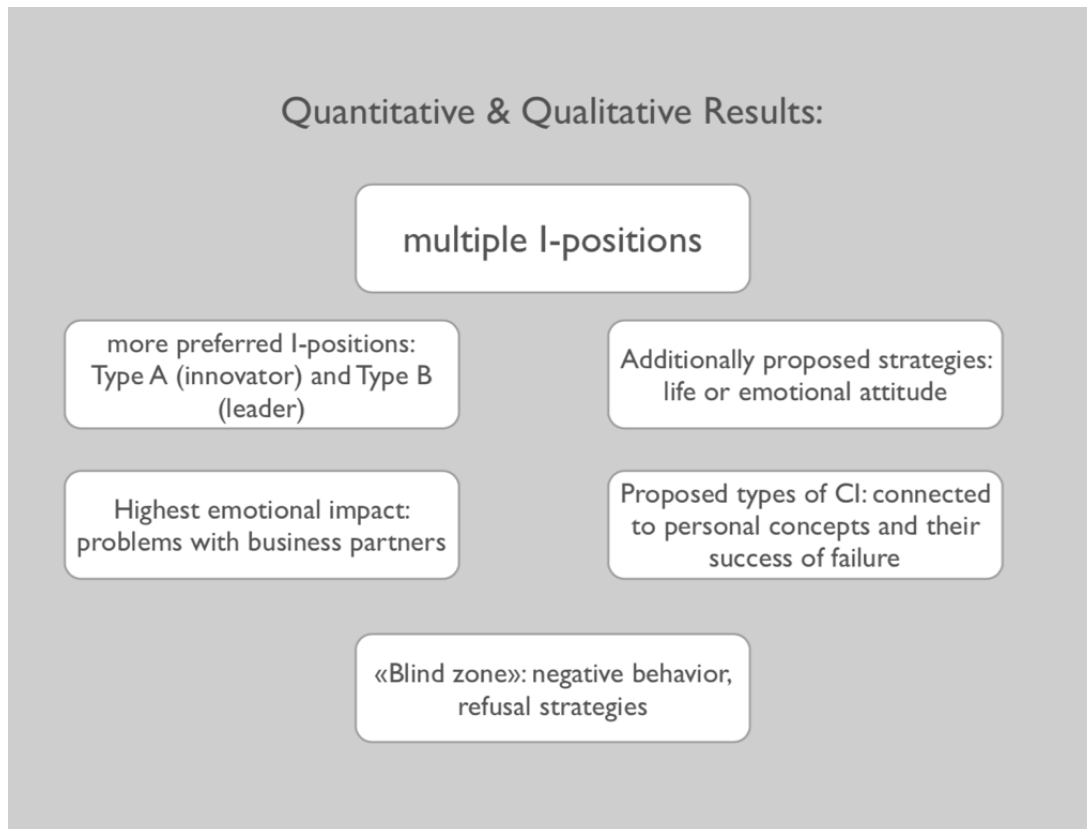 Quantitative & Qualitative Results:
multiple I-positions
more preferred I-positions:
Type A (innovator) and Type B
(leader)
Additionally proposed strategies:
life or emotional attitude
Highest emotional impact:
problems with business partners
Proposed types of CI: connected
to personal concepts and their
success of failure
«Blind zone»: negative behavior,
refusal strategies